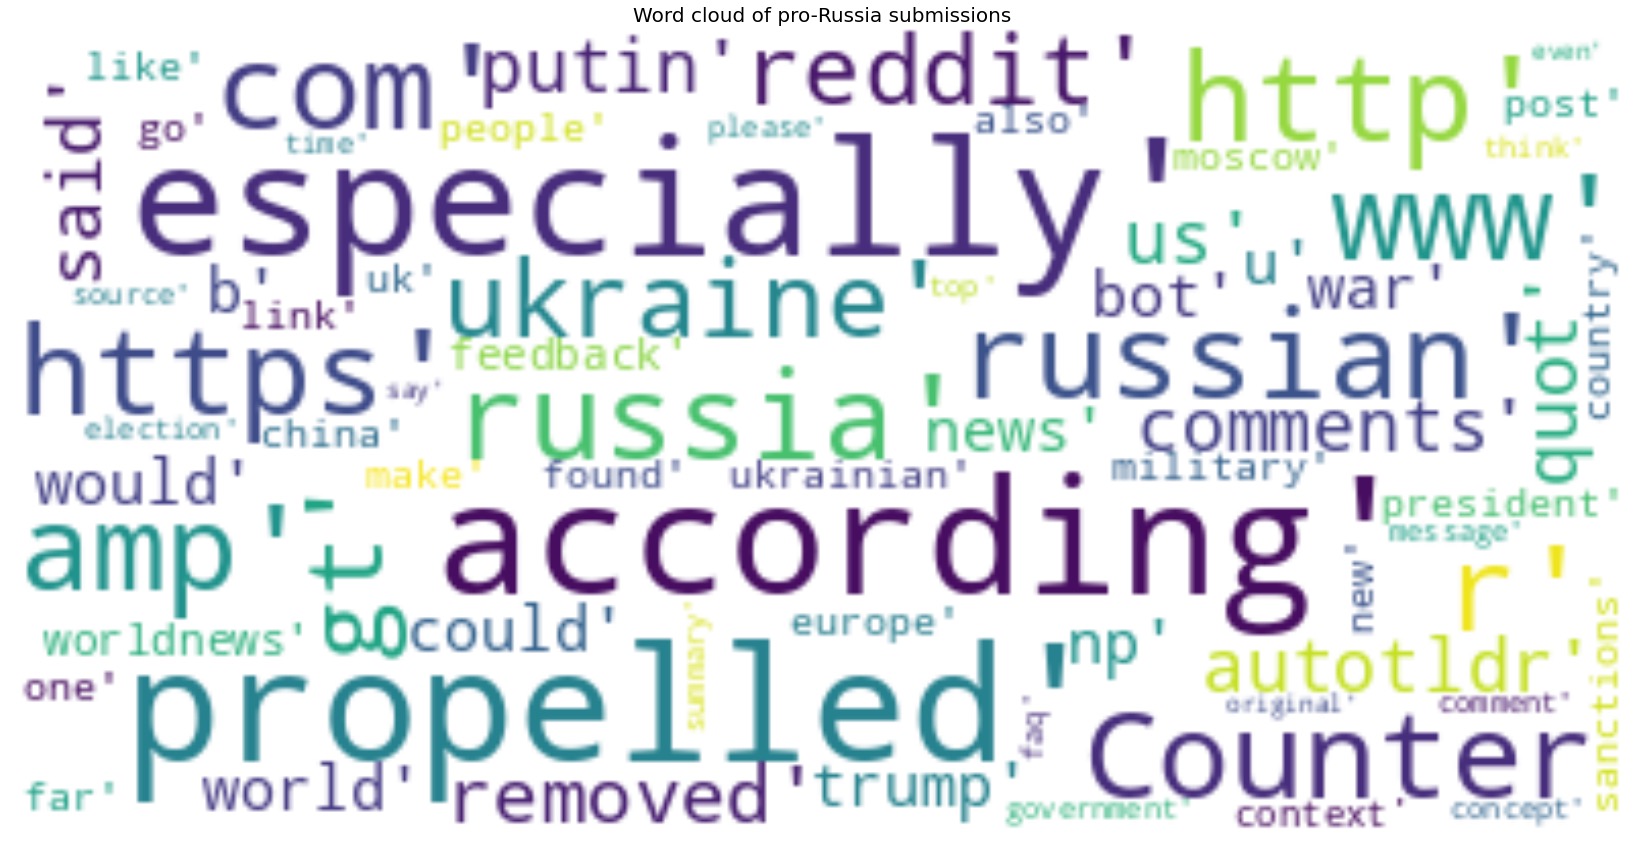 Word cloud of pro-Russia submissions
like' com' putin' reddit' http' even'
said' go' time' people' please' also' post'
especially' moscow' think'
us' www'
source' b' link' uk' ukraine' top' bot' u' war' country'
https' say' feedback' russian' quot'
election' china' russia' news' comments'
would' make' found' ukrainian' military'
amp' gt' according' president' message'
new' r'
worldnews' could' summary' europe' np' autotldr' sanctions'
one' propelled' faq' original' comment'
Counter
far' world' removed' trump' government' context' concept'